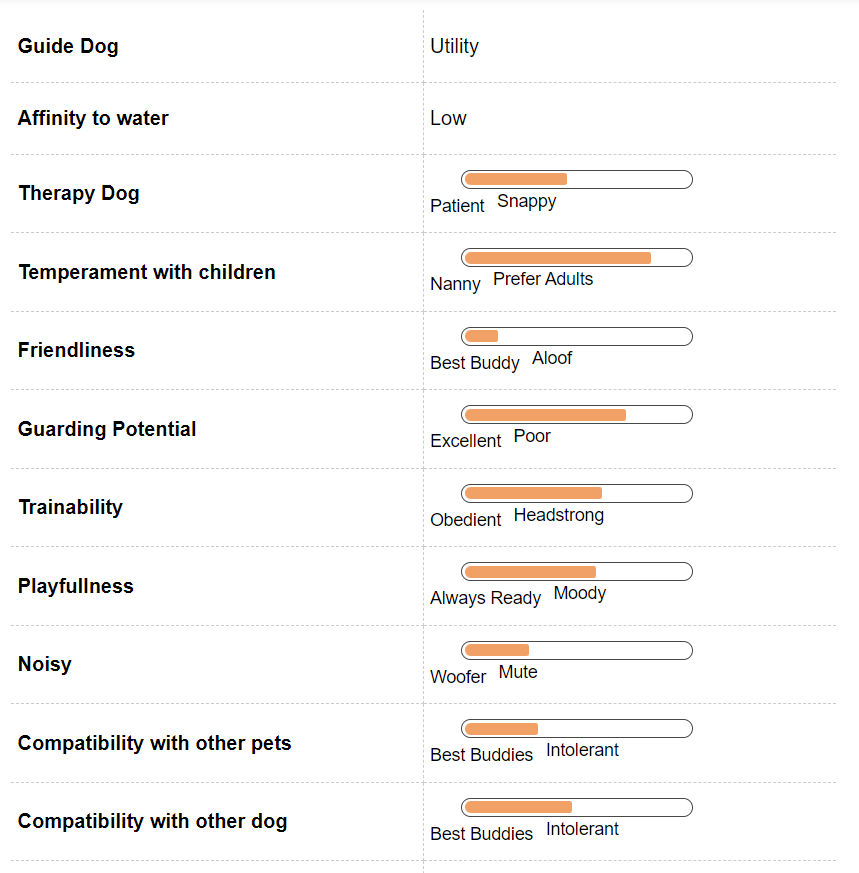 Guide Dog
Utility
Affinity to water
Low
Therapy Dog
Patient Snappy
Temperament with children
Nanny Prefer Adults
Friendliness
Best Buddy Aloof
Guarding Potential
Excellent Poor
Trainability
Obedient Headstrong
Playfullness
Always Ready Moody
Noisy
Woofer Mute
Compatibility with other pets
Best Buddies Intolerant
Compatibility with other dog
Best Buddies Intolerant